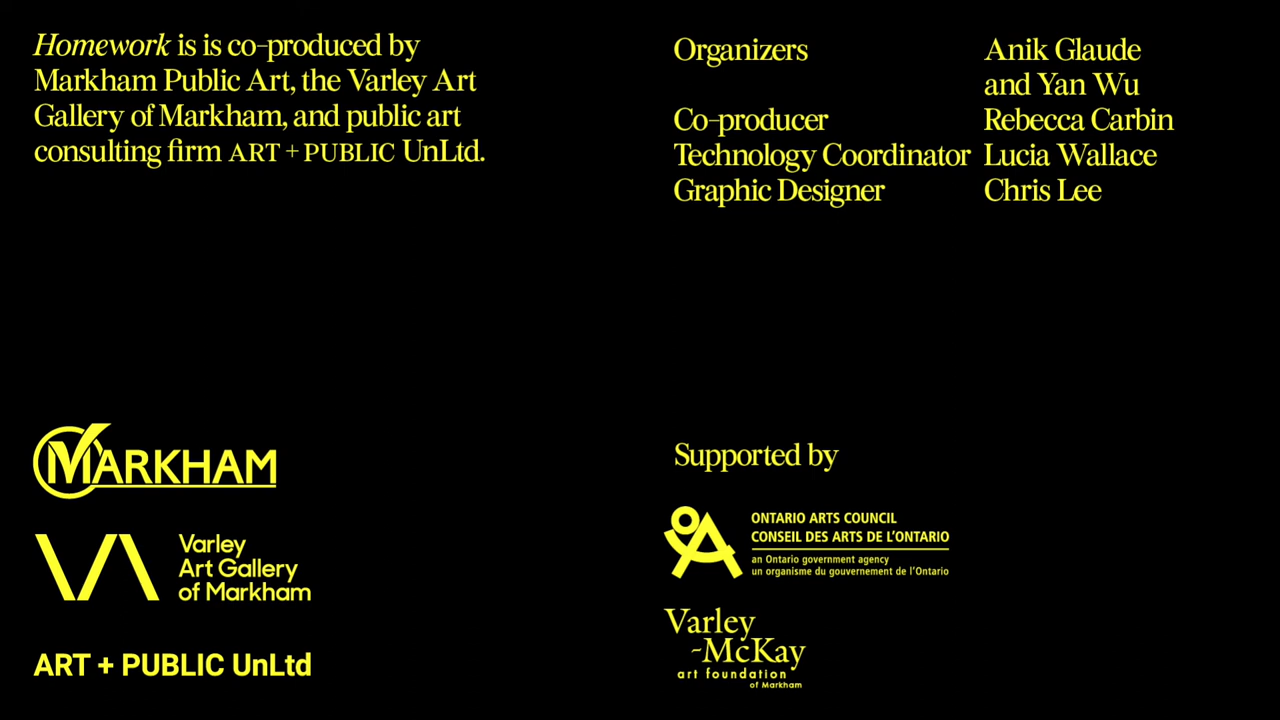 Homework is is co-produced by
Markham Public Art, the Varley Art
Gallery of Markham, and public art
consulting firm ART + PUBLIC UnLtd.
Organizers Anik Glaude
and Yan Wu
Co-producer Rebecca Carbin
Technology Coordinator Lucia Wallace
Graphic Designer Chris Lee
MARKHAM
Varley
Art Gallery
of Markham
ART + PUBLIC UnLtd
Supported by
ONTARIO ARTS COUNCIL
CONSEIL DES ARTS DE L'ONTARIO
an Ontario government agency
un organisme du gouvernement de l'Ontario
Varley
-McKay
art foundation
of Markham